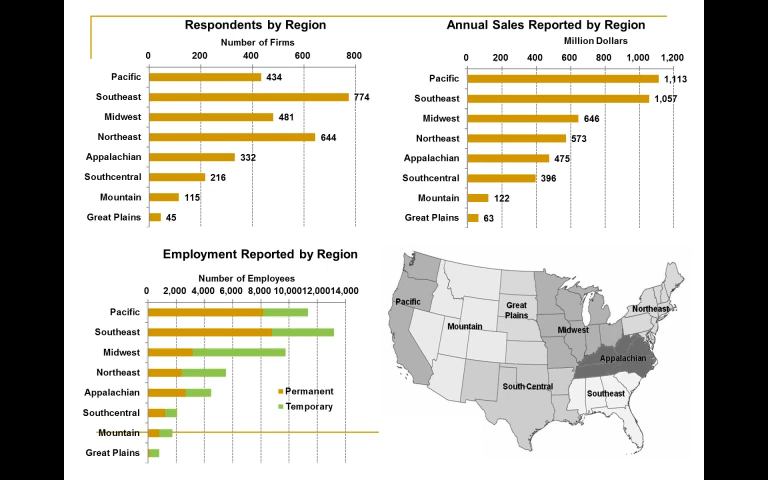 Respondents by Region
Number of Firms
0 200 400 600 800
Pacific 434
Southeast 774
Midwest 481
Northeast 644
Appalachian 332
Southcentral 216
Mountain 115
Great Plains 45
Annual Sales Reported by Region
Million Dollars
0 200 400 600 800 1,000 1,200
Pacific 1,113
Southeast 1,057
Midwest 646
Northeast 573
Appalachian 475
Southcentral 396
Mountain 122
Great Plains 63
Employment Reported by Region
Number of Employees
0 2,000 4,000 6,000 8,000 10,000 12,000 14,000
Pacific
Southeast
Midwest
Northeast
Appalachian
Southcentral
Mountain
Great Plains
Permanent
Temporary
Pacific
Mountain
Great
Plains
Midwest
Northeast
Appalachian
South Central
Southeast